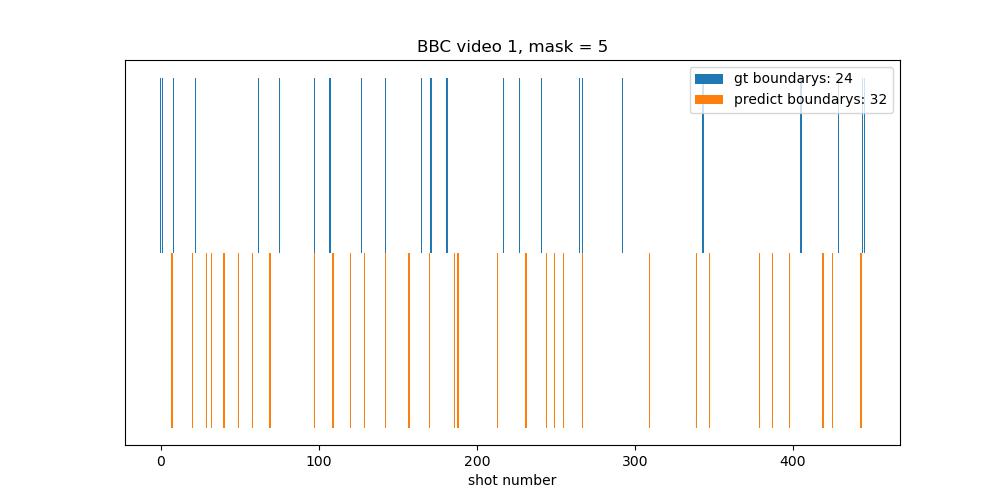 BBC video 1, mask = 5
gt boundarys: 24
predict boundarys: 32
0 100 200 300 400
shot number